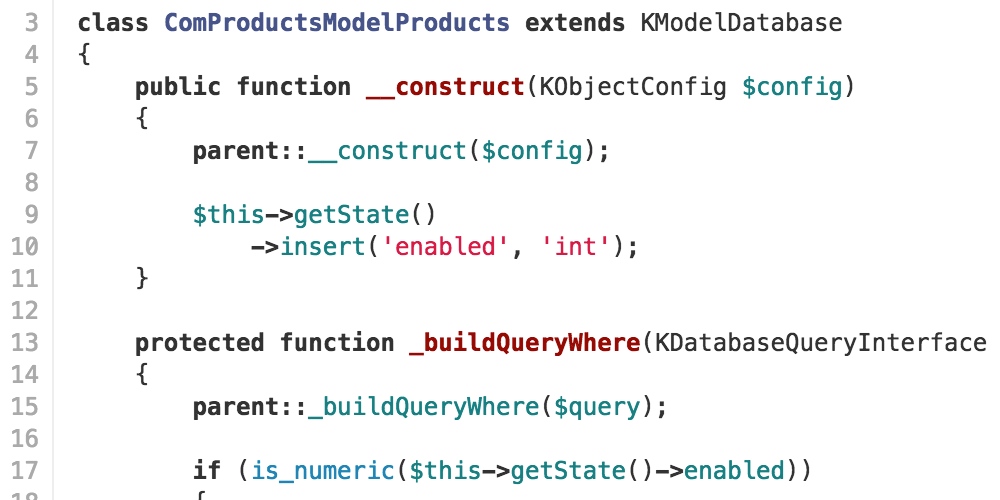 3 class ComProductsModelProducts extends KModelDatabase
4 {
5     public function __construct(KObjectConfig $config)
6     {
7         parent::__construct($config);
8
9         $this->getState()
10             ->insert('enabled', 'int');
11     }
12
13     protected function _buildQueryWhere(KDatabaseQueryInterface
14     {
15         parent::_buildQueryWhere($query);
16
17         if (is_numeric($this->getState()->enabled))
18         {